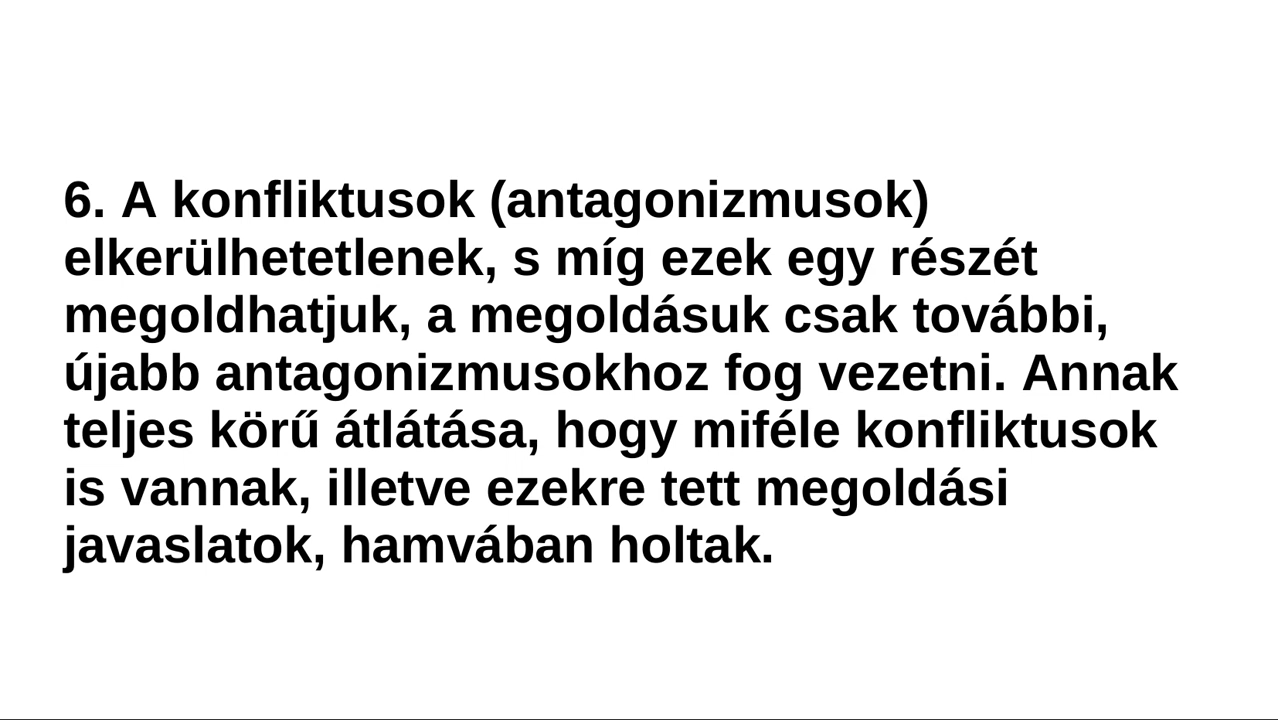 6. A konfliktusok (antagonizmusok)
elkerülhetetlenek, s míg ezek egy részét
megoldhatjuk, a megoldásuk csak további,
újabb antagonizmusokhoz fog vezetni. Annak
teljes körű átlátása, hogy miféle konfliktusok
is vannak, illetve ezekre tett megoldási
javaslatok, hamvában holtak.